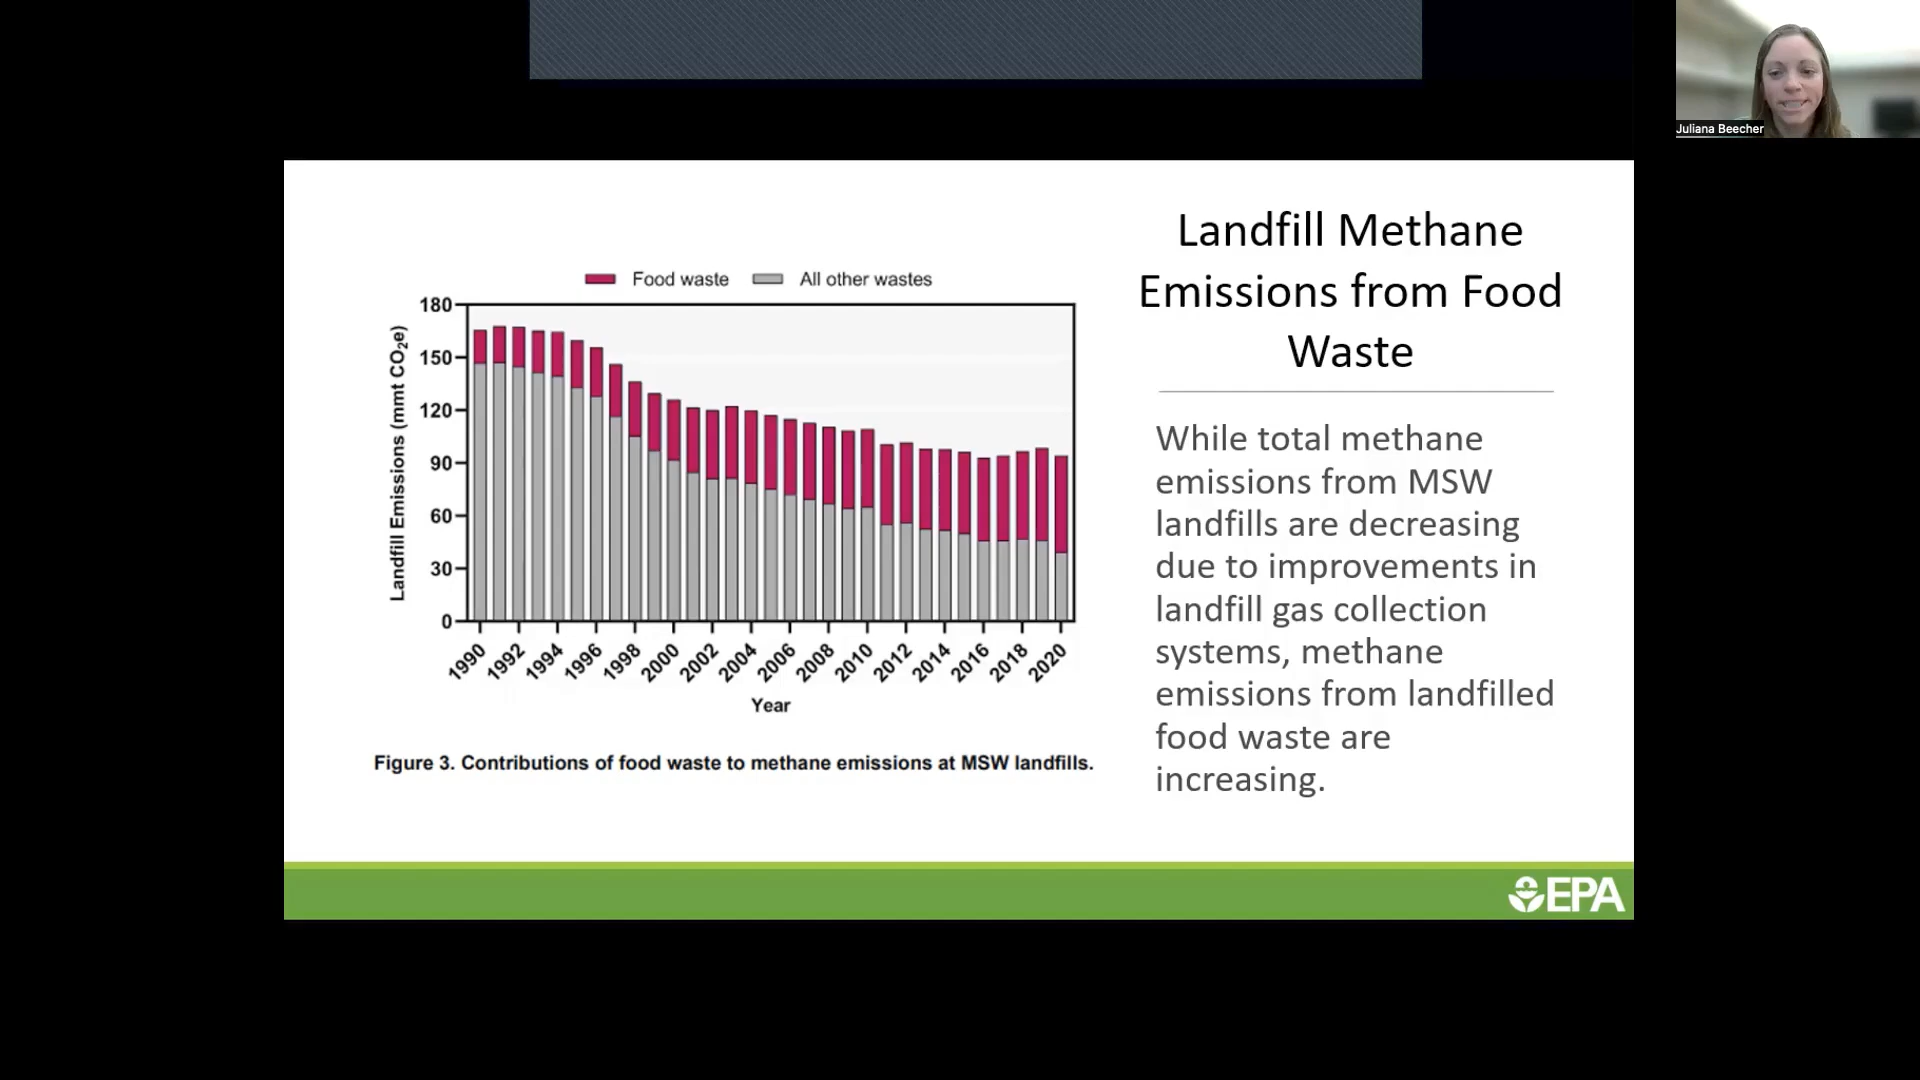 Juliana Beecher
Landfill Methane
Emissions from Food
Waste
Food waste
All other wastes
Landfill Emissions (mmt CO₂e)
180
150
120
90
60
30
0
1990
1992
1994
1996
1998
2000
2002
2004
2006
2008
2010
2012
2014
2016
2018
2020
Year
Figure 3. Contributions of food waste to methane emissions at MSW landfills.
While total methane
emissions from MSW
landfills are decreasing
due to improvements in
landfill gas collection
systems, methane
emissions from landfilled
food waste are
increasing.
EPA